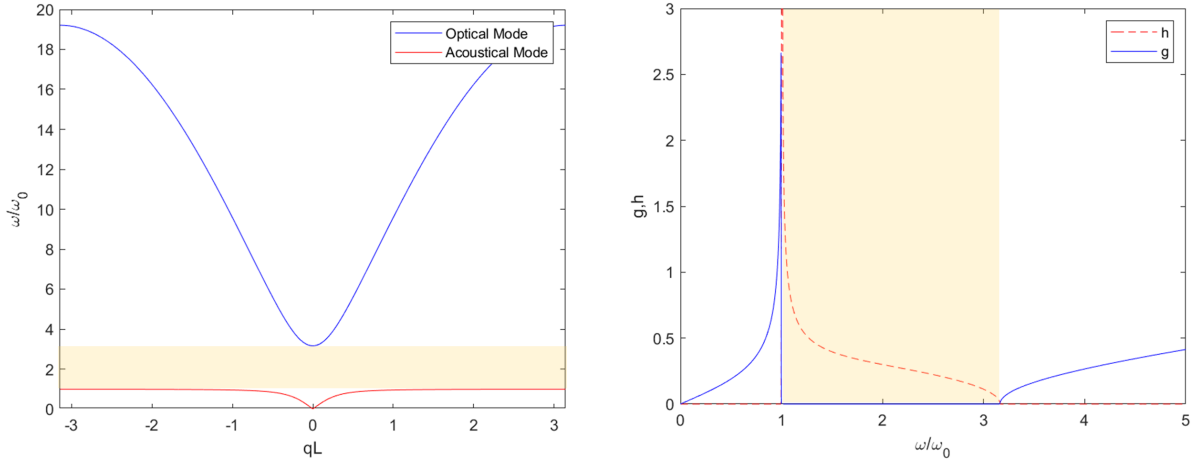 20
18
16
14
12
10
8
6
4
2
0
ω/ω0
-3 -2 -1 0 1 2 3
qL
Optical Mode
Acoustical Mode
3
2.5
2
1.5
1
0.5
0
g,h
0 1 2 3 4 5
ω/ω0
h
g